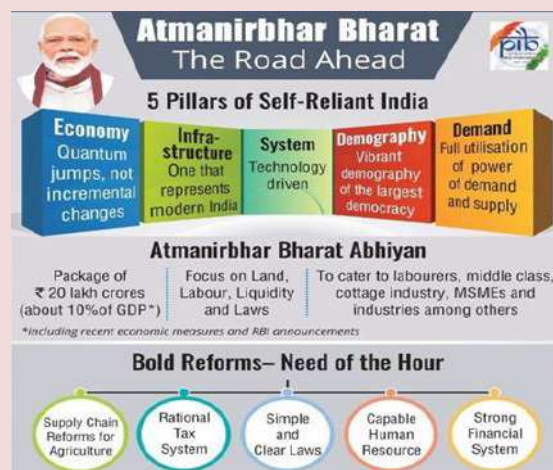 Atmanirbhar Bharat
The Road Ahead
pib
5 Pillars of Self-Reliant India
Economy
Quantum
jumps, not
incremental
changes
Infra-
structure
One that
represents
modern India
System
Technology
driven
Demography
Vibrant
demography
of the largest
democracy
Demand
Full utilisation
of power
of demand
and supply
Atmanirbhar Bharat Abhiyan
Package of
₹ 20 lakh crores
(about 10%of GDP*)
Focus on Land,
Labour, Liquidity
and Laws
To cater to labourers, middle class,
cottage industry, MSMEs and
industries among others
*including recent economic measures and RBI announcements
Bold Reforms– Need of the Hour
Supply Chain
Reforms for
Agriculture
Rational
Tax
System
Simple
and
Clear Laws
Capable
Human
Resource
Strong
Financial
System